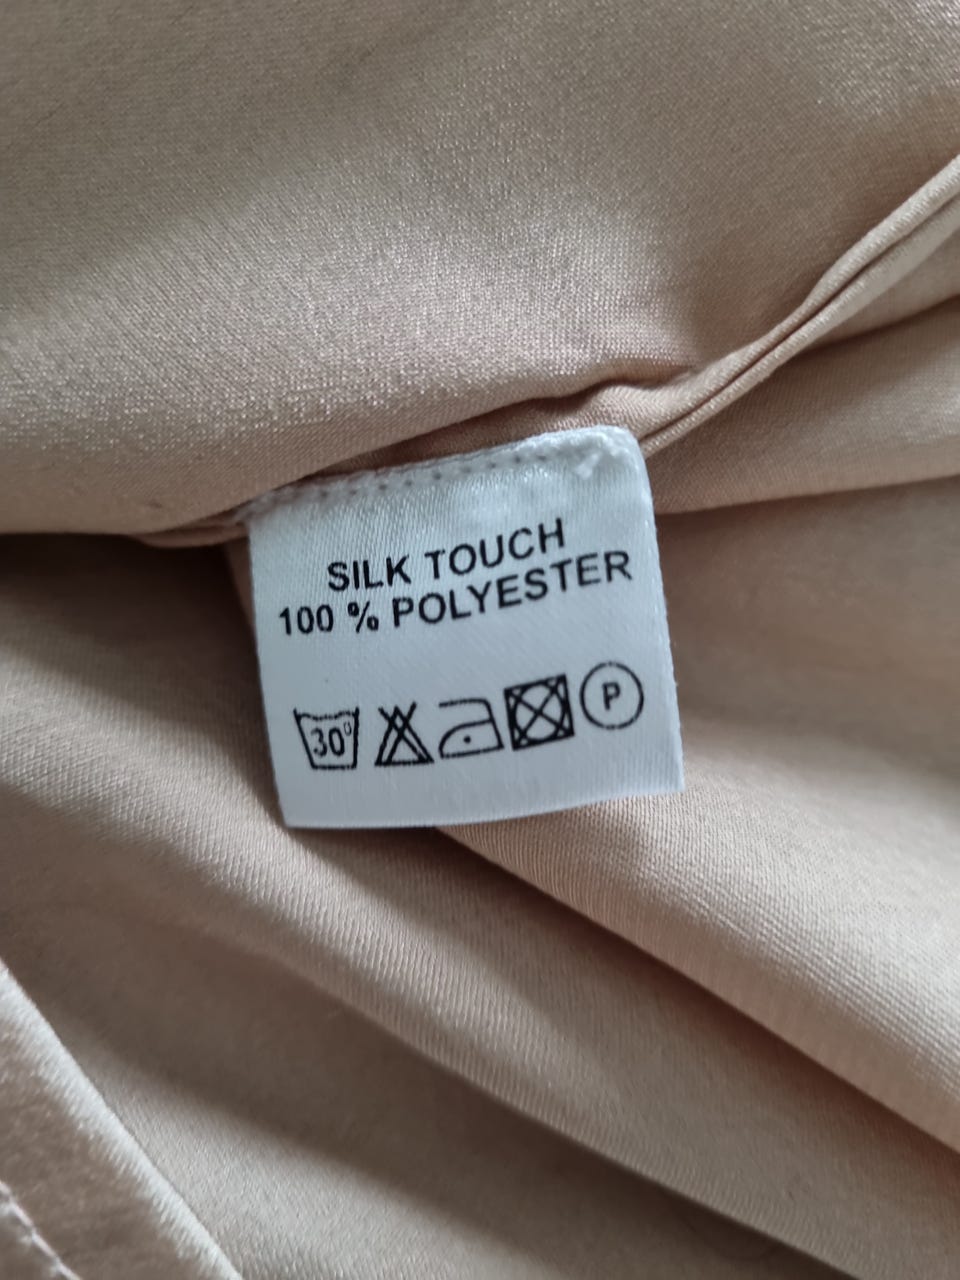 SILK TOUCH
100 % POLYESTER
30° P